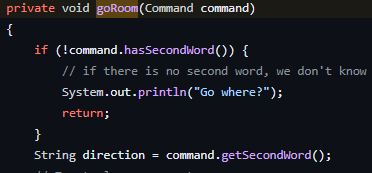 private void goRoom(Command command)
{
if (!command.hasSecondWord()) {
// if there is no second word, we don't know
System.out.println("Go where?");
return;
}
String direction = command.getSecondWord();